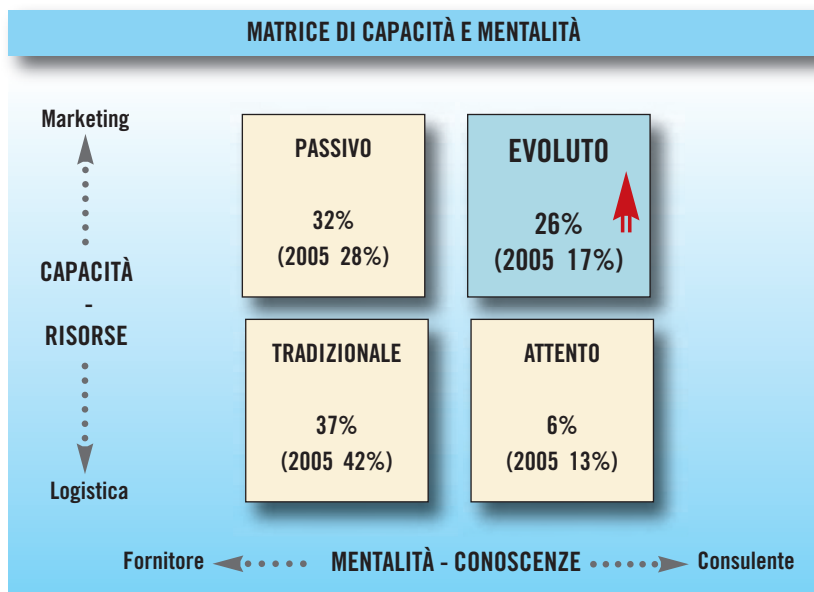 MATRICE DI CAPACITÀ E MENTALITÀ
Marketing
CAPACITÀ
-
RISORSE
Logistica
PASSIVO
32%
(2005 28%)
EVOLUTO
26%
(2005 17%)
TRADIZIONALE
37%
(2005 42%)
ATTENTO
6%
(2005 13%)
Fornitore MENTALITÀ - CONOSCENZE Consulente